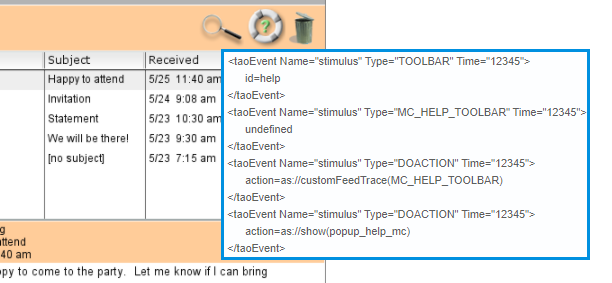 Subject Received
Happy to attend 5/25 11:40 am
Invitation 5/24 9:08 am
Statement 5/23 10:30 am
We will be there! 5/23 9:30 am
[no subject] 5/23 7:15 am
<taoEvent Name="stimulus" Type="TOOLBAR" Time="12345">
id=help
</taoEvent>
<taoEvent Name="stimulus" Type="MC_HELP_TOOLBAR" Time="12345">
undefined
</taoEvent>
<taoEvent Name="stimulus" Type="DOACTION" Time="12345">
action=as://customFeedTrace(MC_HELP_TOOLBAR)
</taoEvent>
<taoEvent Name="stimulus" Type="DOACTION" Time="12345">
action=as://show(popup_help_mc)
</taoEvent>
g
ttend
40 am
py to come to the party. Let me know if I can bring